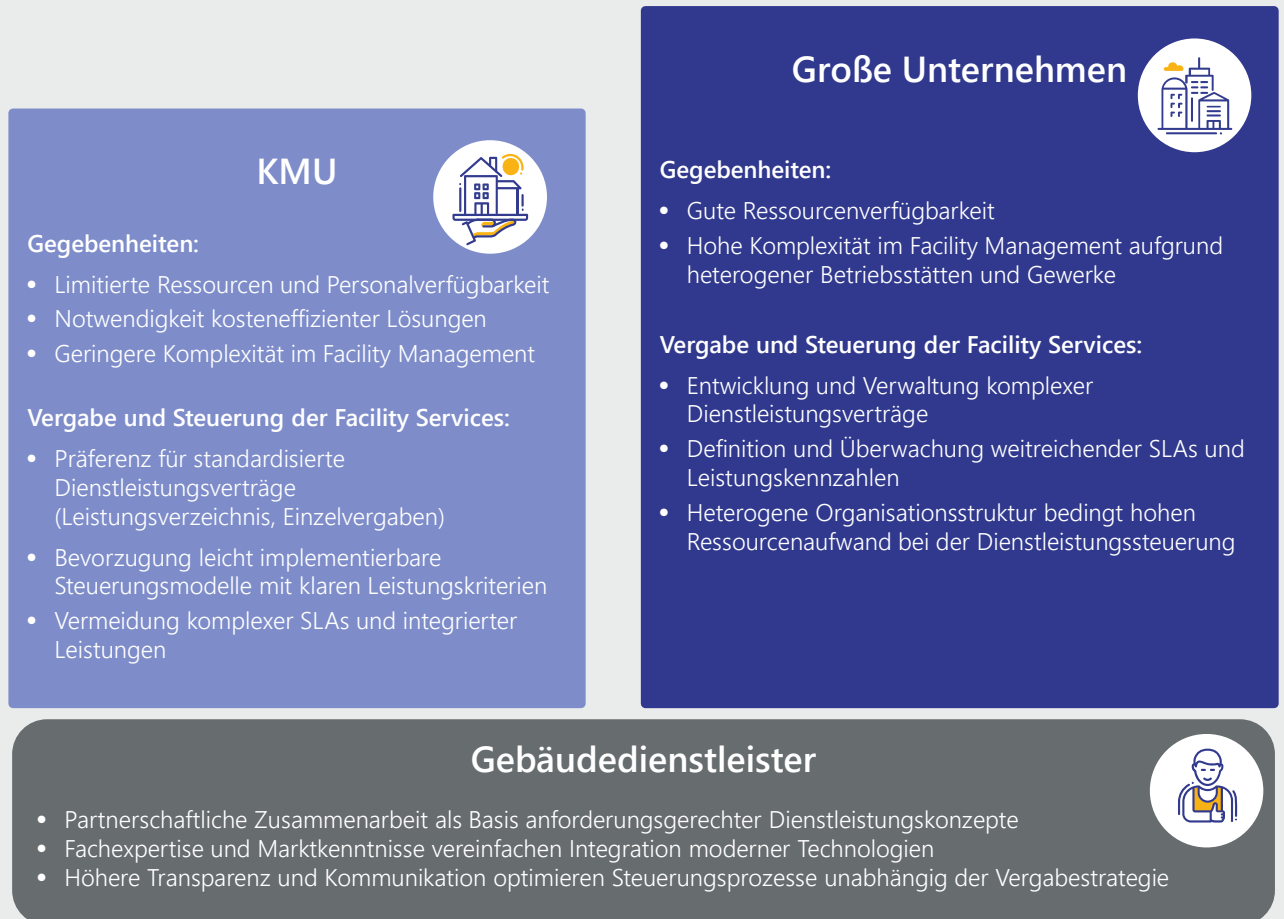 KMU
Gegebenheiten:
• Limitierte Ressourcen und Personalverfügbarkeit
• Notwendigkeit kosteneffizienter Lösungen
• Geringere Komplexität im Facility Management
Vergabe und Steuerung der Facility Services:
• Präferenz für standardisierte
Dienstleistungsverträge
(Leistungsverzeichnis, Einzelvergaben)
• Bevorzugung leicht implementierbare
Steuerungsmodelle mit klaren Leistungskriterien
• Vermeidung komplexer SLAs und integrierter
Leistungen
Große Unternehmen
Gegebenheiten:
• Gute Ressourcenverfügbarkeit
• Hohe Komplexität im Facility Management aufgrund
heterogener Betriebsstätten und Gewerke
Vergabe und Steuerung der Facility Services:
• Entwicklung und Verwaltung komplexer
Dienstleistungsverträge
• Definition und Überwachung weitreichender SLAs und
Leistungskennzahlen
• Heterogene Organisationsstruktur bedingt hohen
Ressourcenaufwand bei der Dienstleistungssteuerung
Gebäudedienstleister
• Partnerschaftliche Zusammenarbeit als Basis anforderungsgerechter Dienstleistungskonzepte
• Fachexpertise und Marktkenntnisse vereinfachen Integration moderner Technologien
• Höhere Transparenz und Kommunikation optimieren Steuerungsprozesse unabhängig der Vergabestrategie